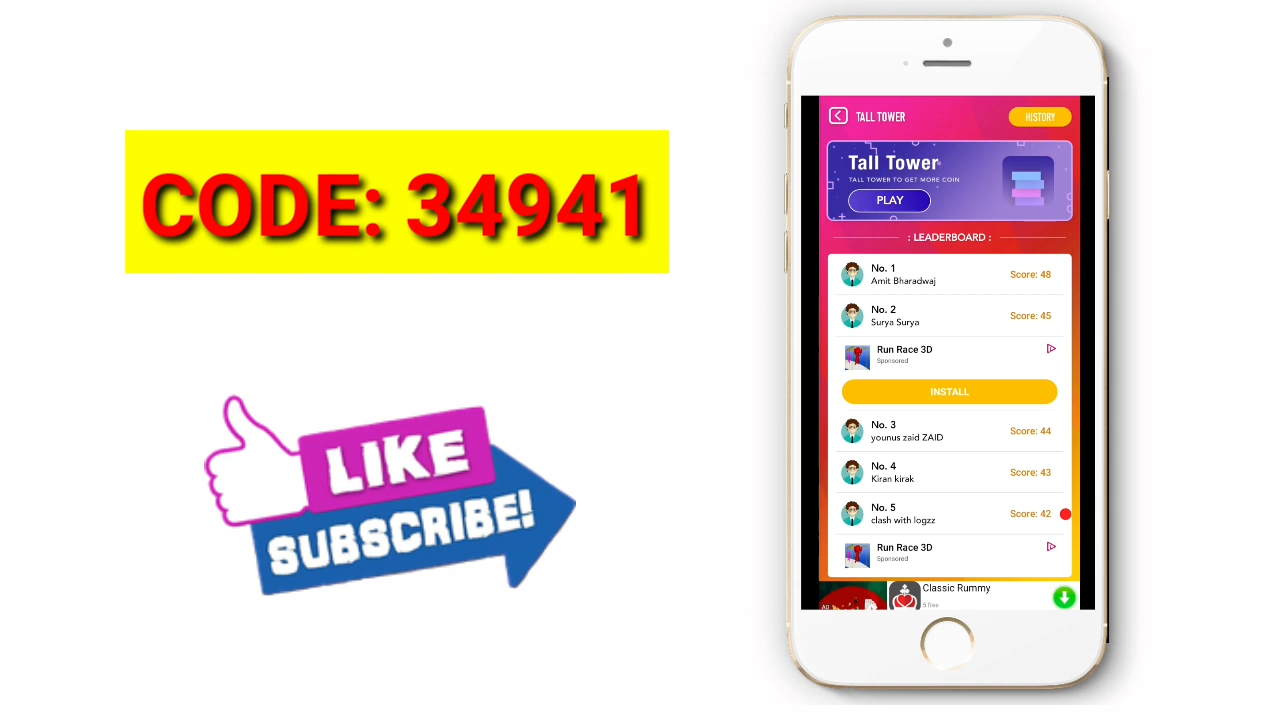 CODE: 34941
LIKE
SUBSCRIBE!
TALL TOWER
HISTORY
Tall Tower
TALL TOWER TO GET MORE COIN
PLAY
: LEADERBOARD :
No. 1
Amit Bharadwaj
Score: 48
No. 2
Surya Surya
Score: 45
Run Race 3D
Sponsored
INSTALL
No. 3
younus zaid ZAID
Score: 44
No. 4
Kiran kirak
Score: 43
No. 5
clash with logzz
Score: 42
Run Race 3D
Sponsored
AD
Classic Rummy
5 free